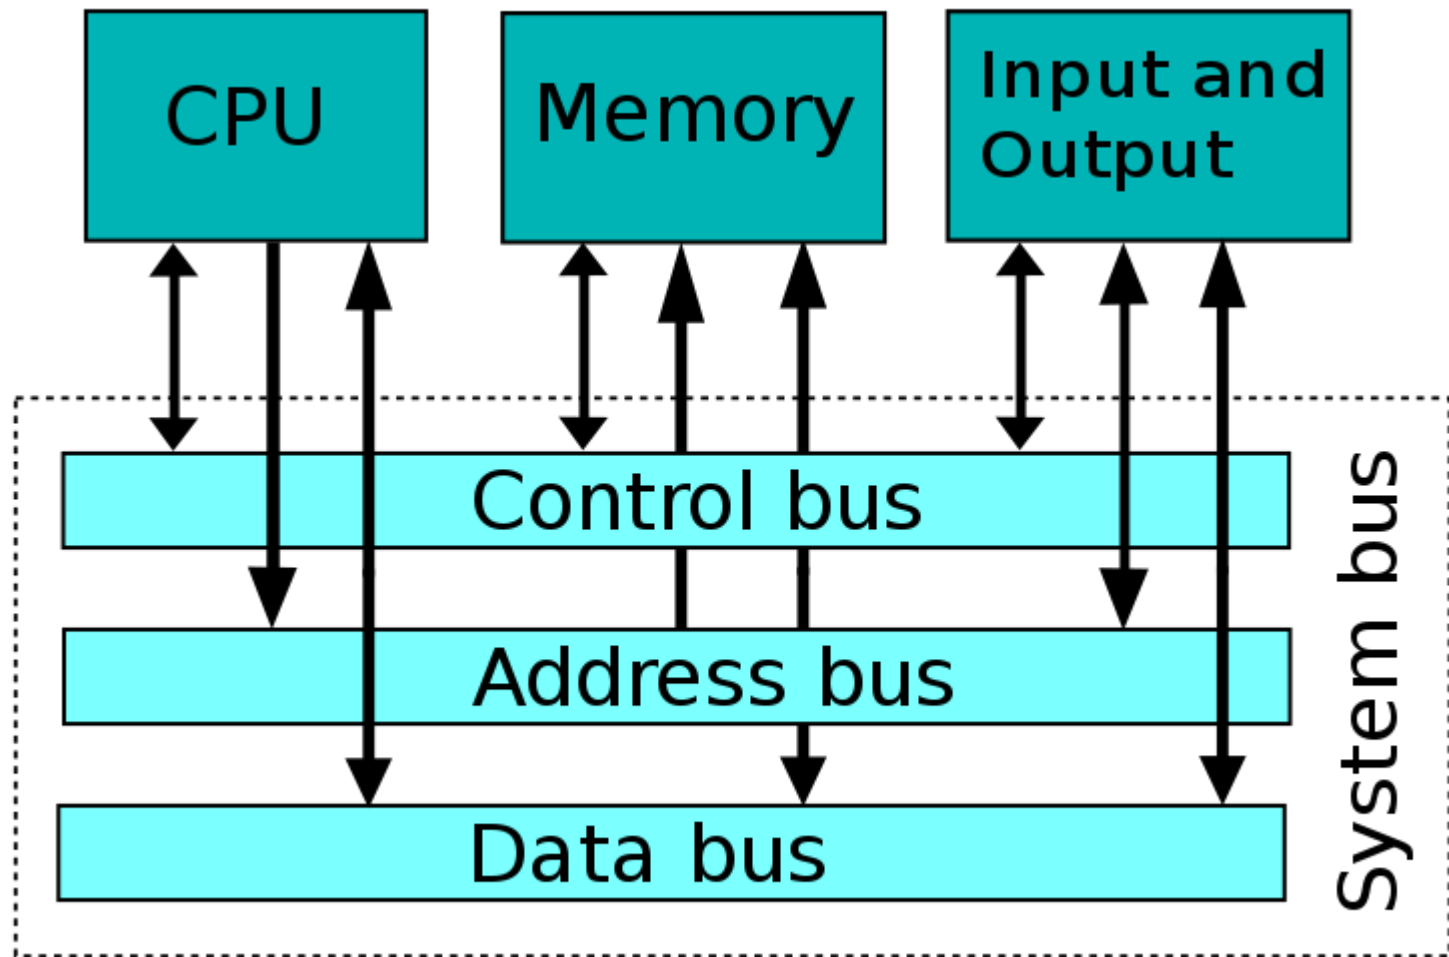 CPU
Memory
Input and
Output
Control bus
Address bus
Data bus
System bus